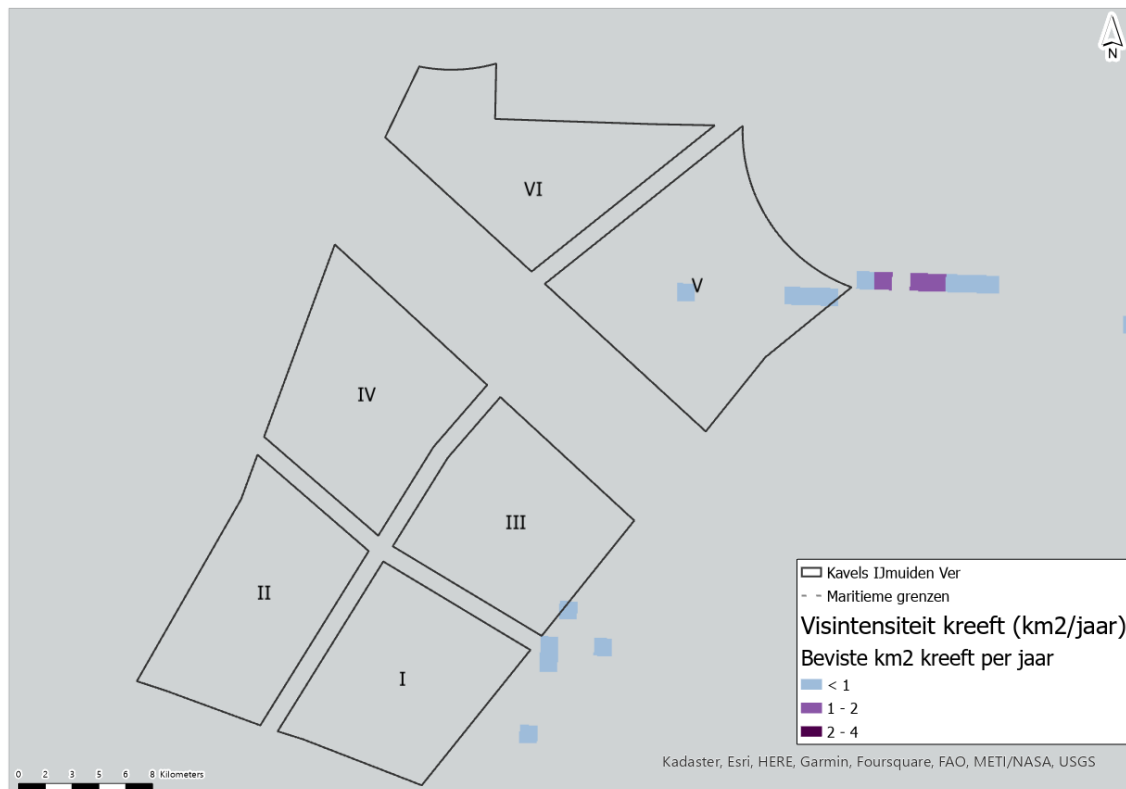 N
VI
V
IV
III
II
I
Kavels IJmuiden Ver
Maritieme grenzen
Visintensiteit kreeft (km2/jaar)
Beviste km2 kreeft per jaar
< 1
1 - 2
2 - 4
Kadaster, Esri, HERE, Garmin, Foursquare, FAO, METI/NASA, USGS
0 2 3 5 6 8 Kilometers